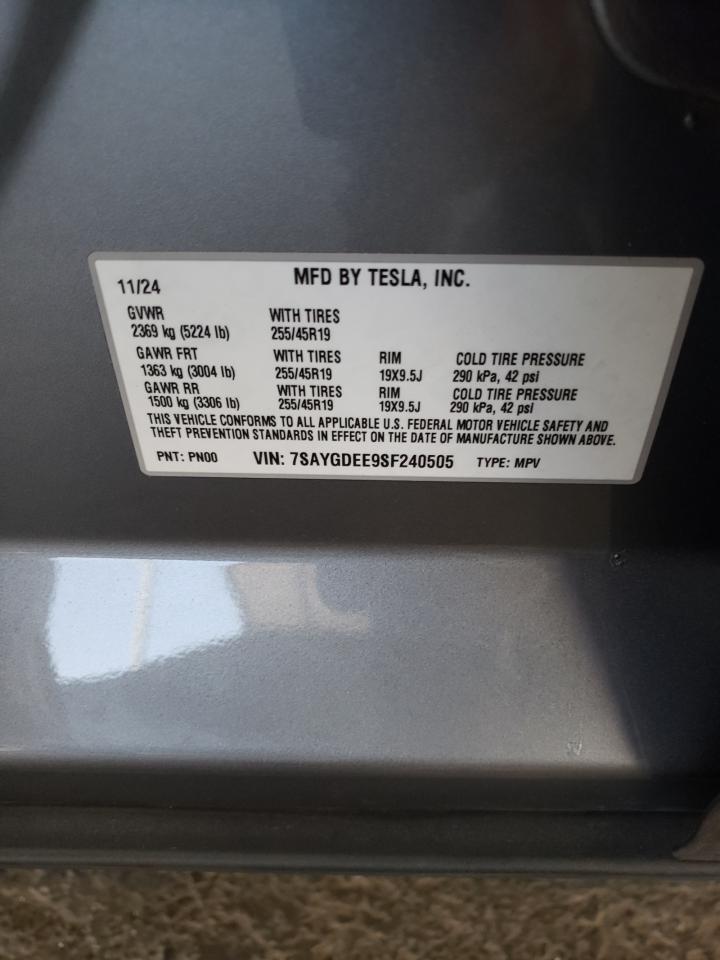 MFD BY TESLA, INC.
11/24
GVWR WITH TIRES
2369 kg (5224 lb) 255/45R19
GAWR FRT WITH TIRES RIM COLD TIRE PRESSURE
1363 kg (3004 lb) 255/45R19 19X9.5J 290 kPa, 42 psi
GAWR RR WITH TIRES RIM COLD TIRE PRESSURE
1500 kg (3306 lb) 255/45R19 19X9.5J 290 kPa, 42 psi
THIS VEHICLE CONFORMS TO ALL APPLICABLE U.S. FEDERAL MOTOR VEHICLE SAFETY AND
THEFT PREVENTION STANDARDS IN EFFECT ON THE DATE OF MANUFACTURE SHOWN ABOVE.
PNT: PN00 VIN: 7SAYGDEE9SF240505 TYPE: MPV